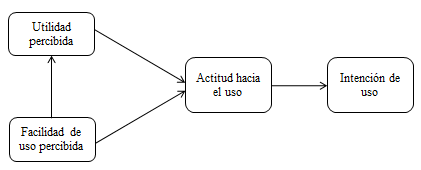 Utilidad
percibida
Actitud hacia
el uso
Intención de
uso
Facilidad de
uso percibida